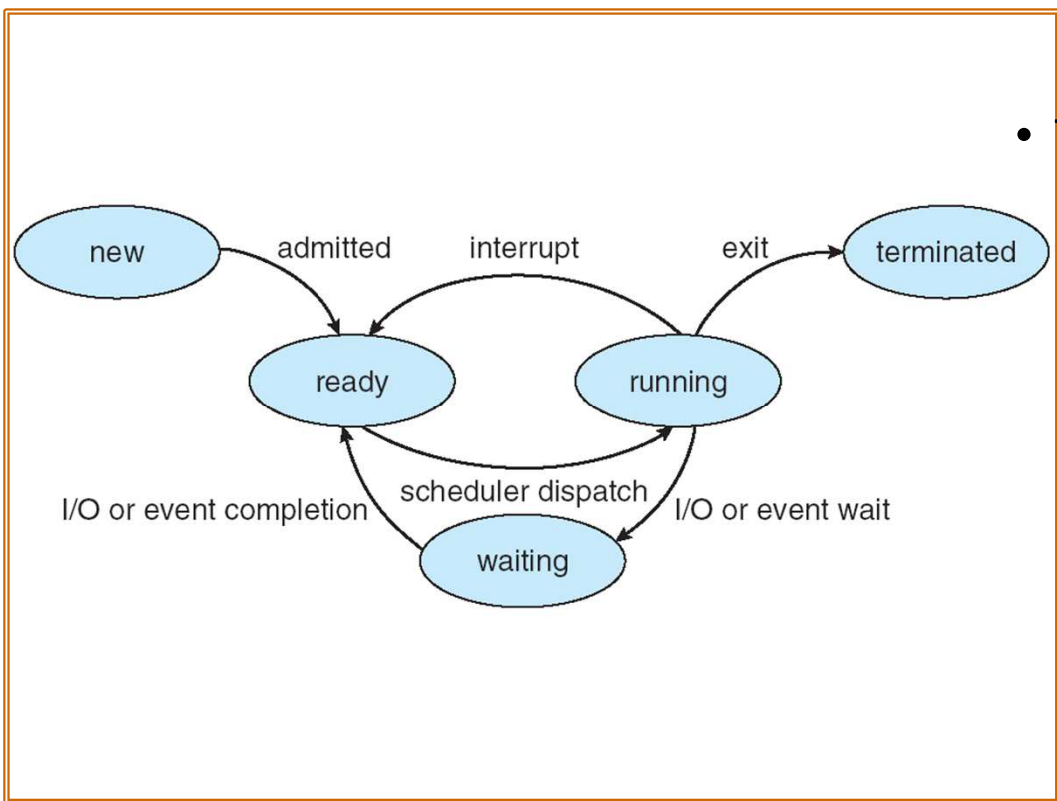 •
new
admitted
interrupt
exit
terminated
ready
running
scheduler dispatch
I/O or event completion
I/O or event wait
waiting